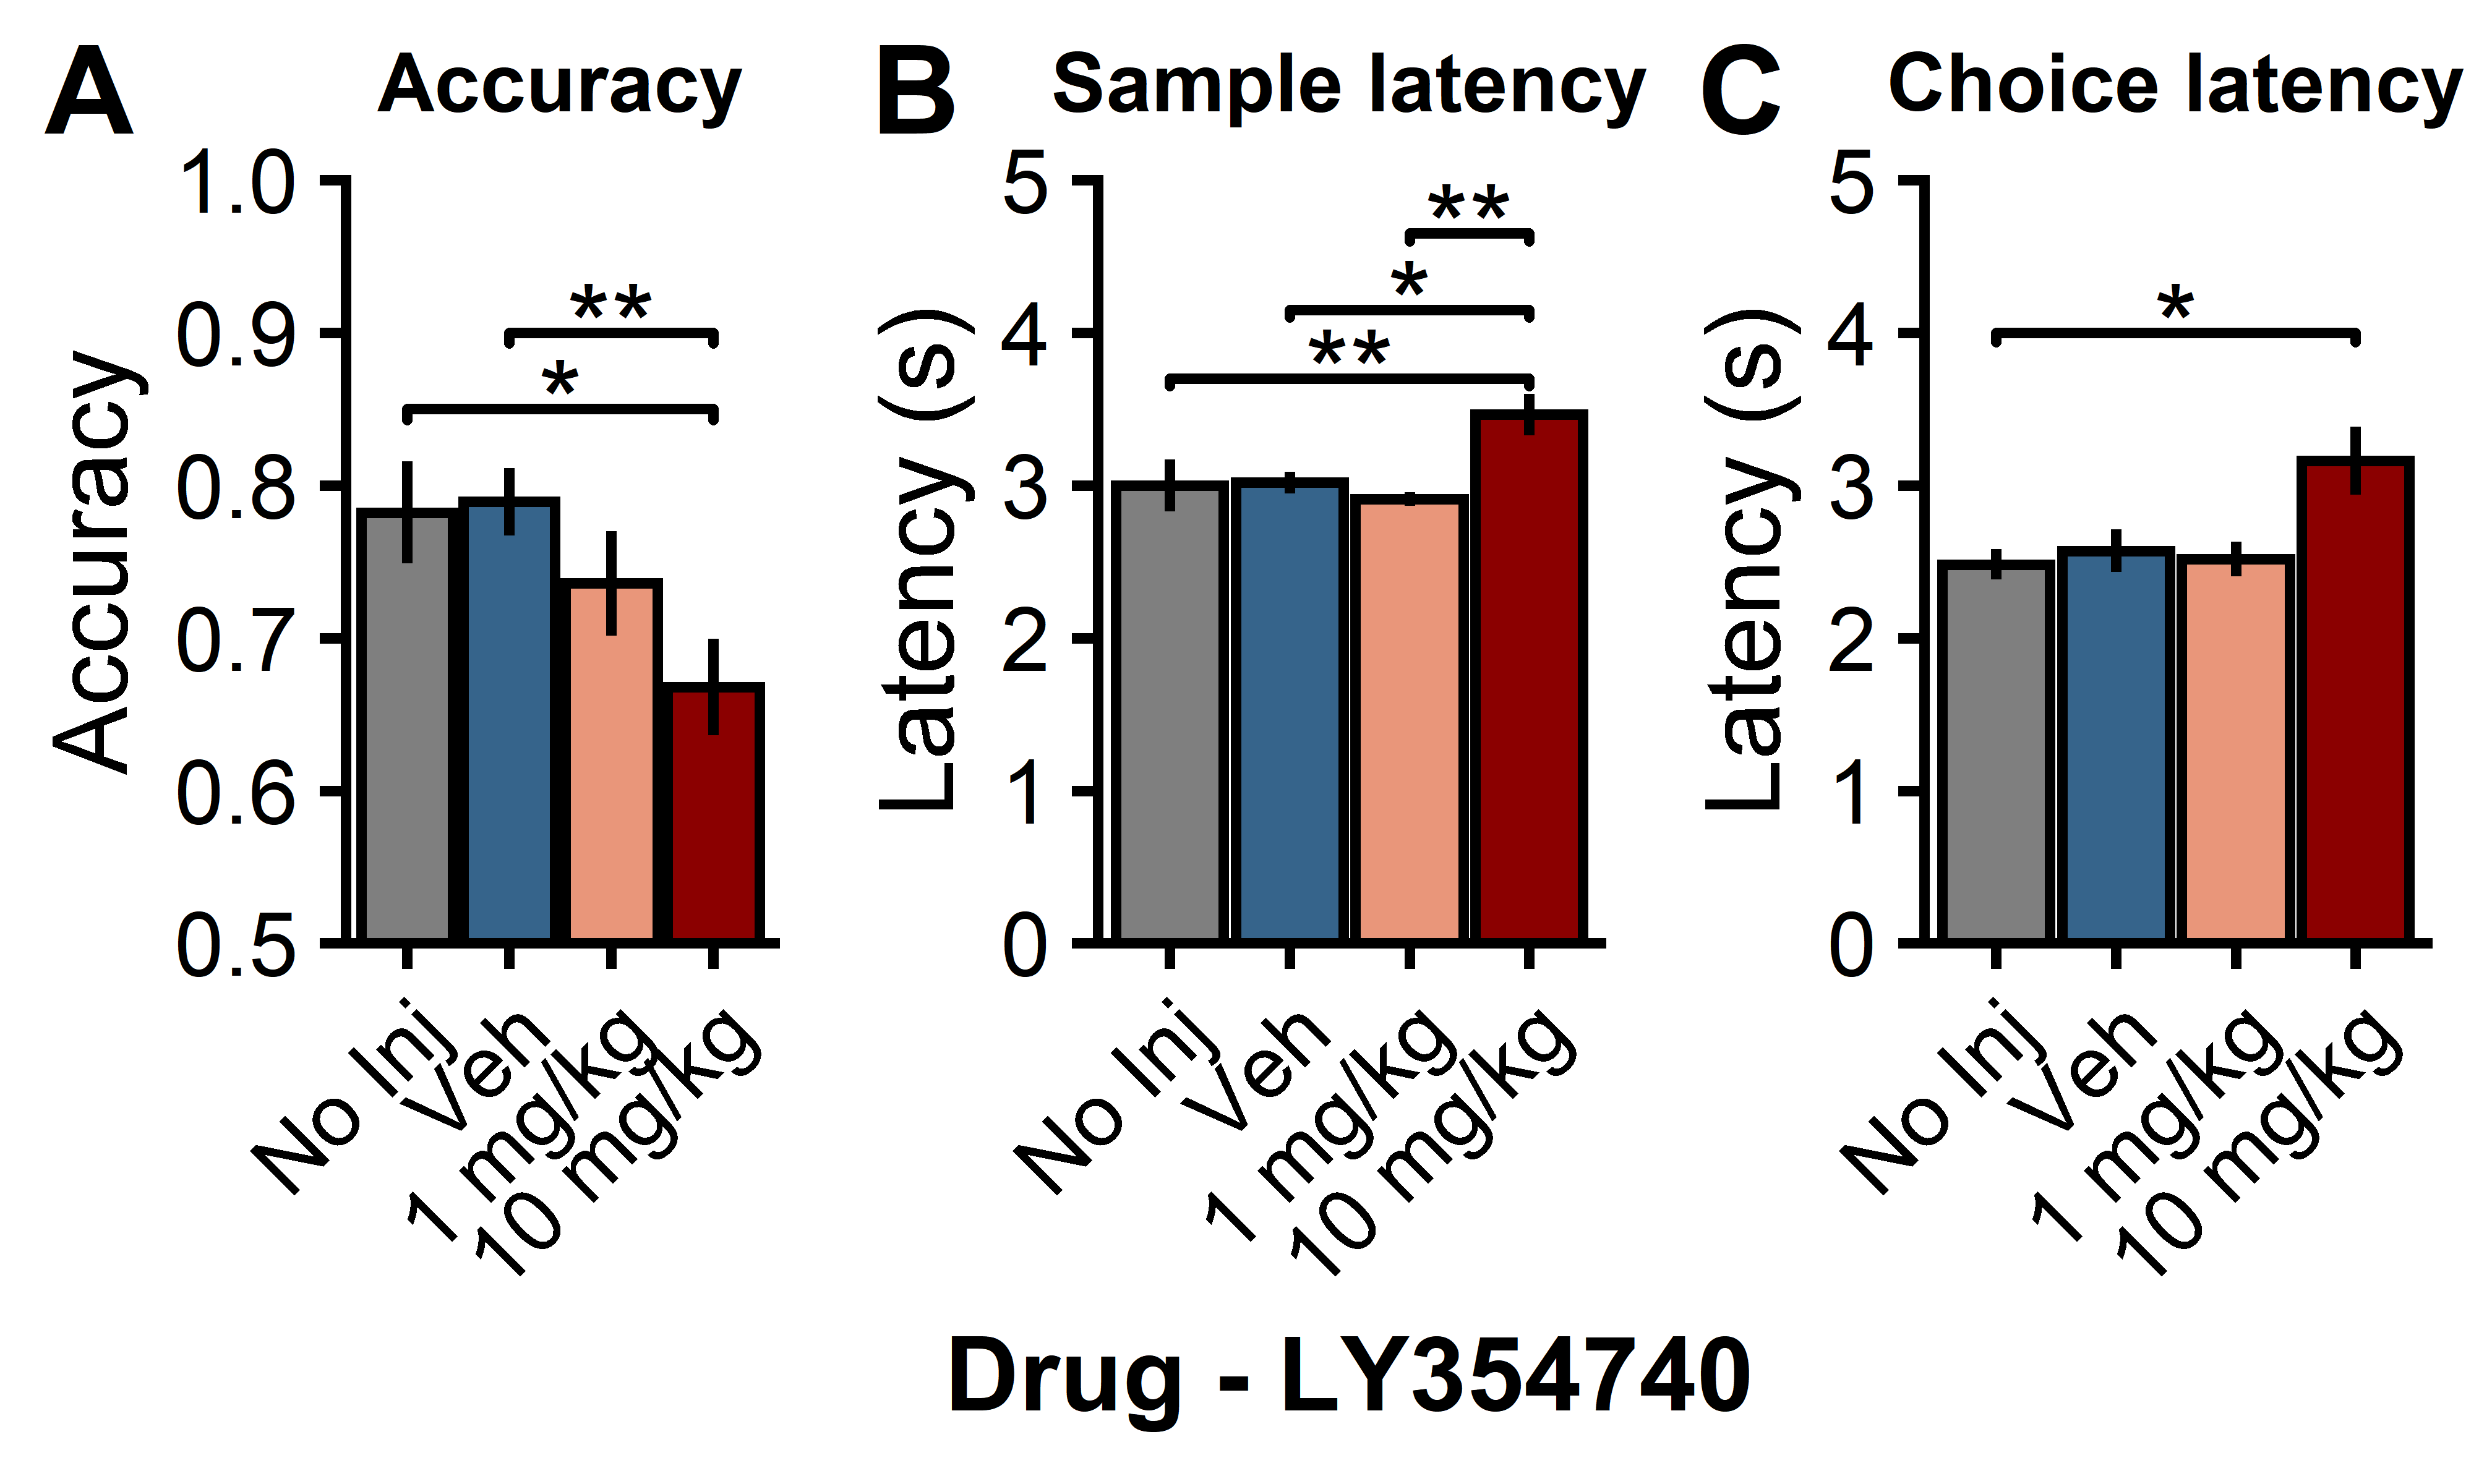 A
Accuracy
Accuracy
1.0
0.9
0.8
0.7
0.6
0.5
**
*
No Inj
Veh
1 mg/kg
10 mg/kg
B
Sample latency
Latency (s)
5
4
3
2
1
0
**
*
**
No Inj
Veh
1 mg/kg
10 mg/kg
C
Choice latency
Latency (s)
5
4
3
2
1
0
*
No Inj
Veh
1 mg/kg
10 mg/kg
Drug - LY354740